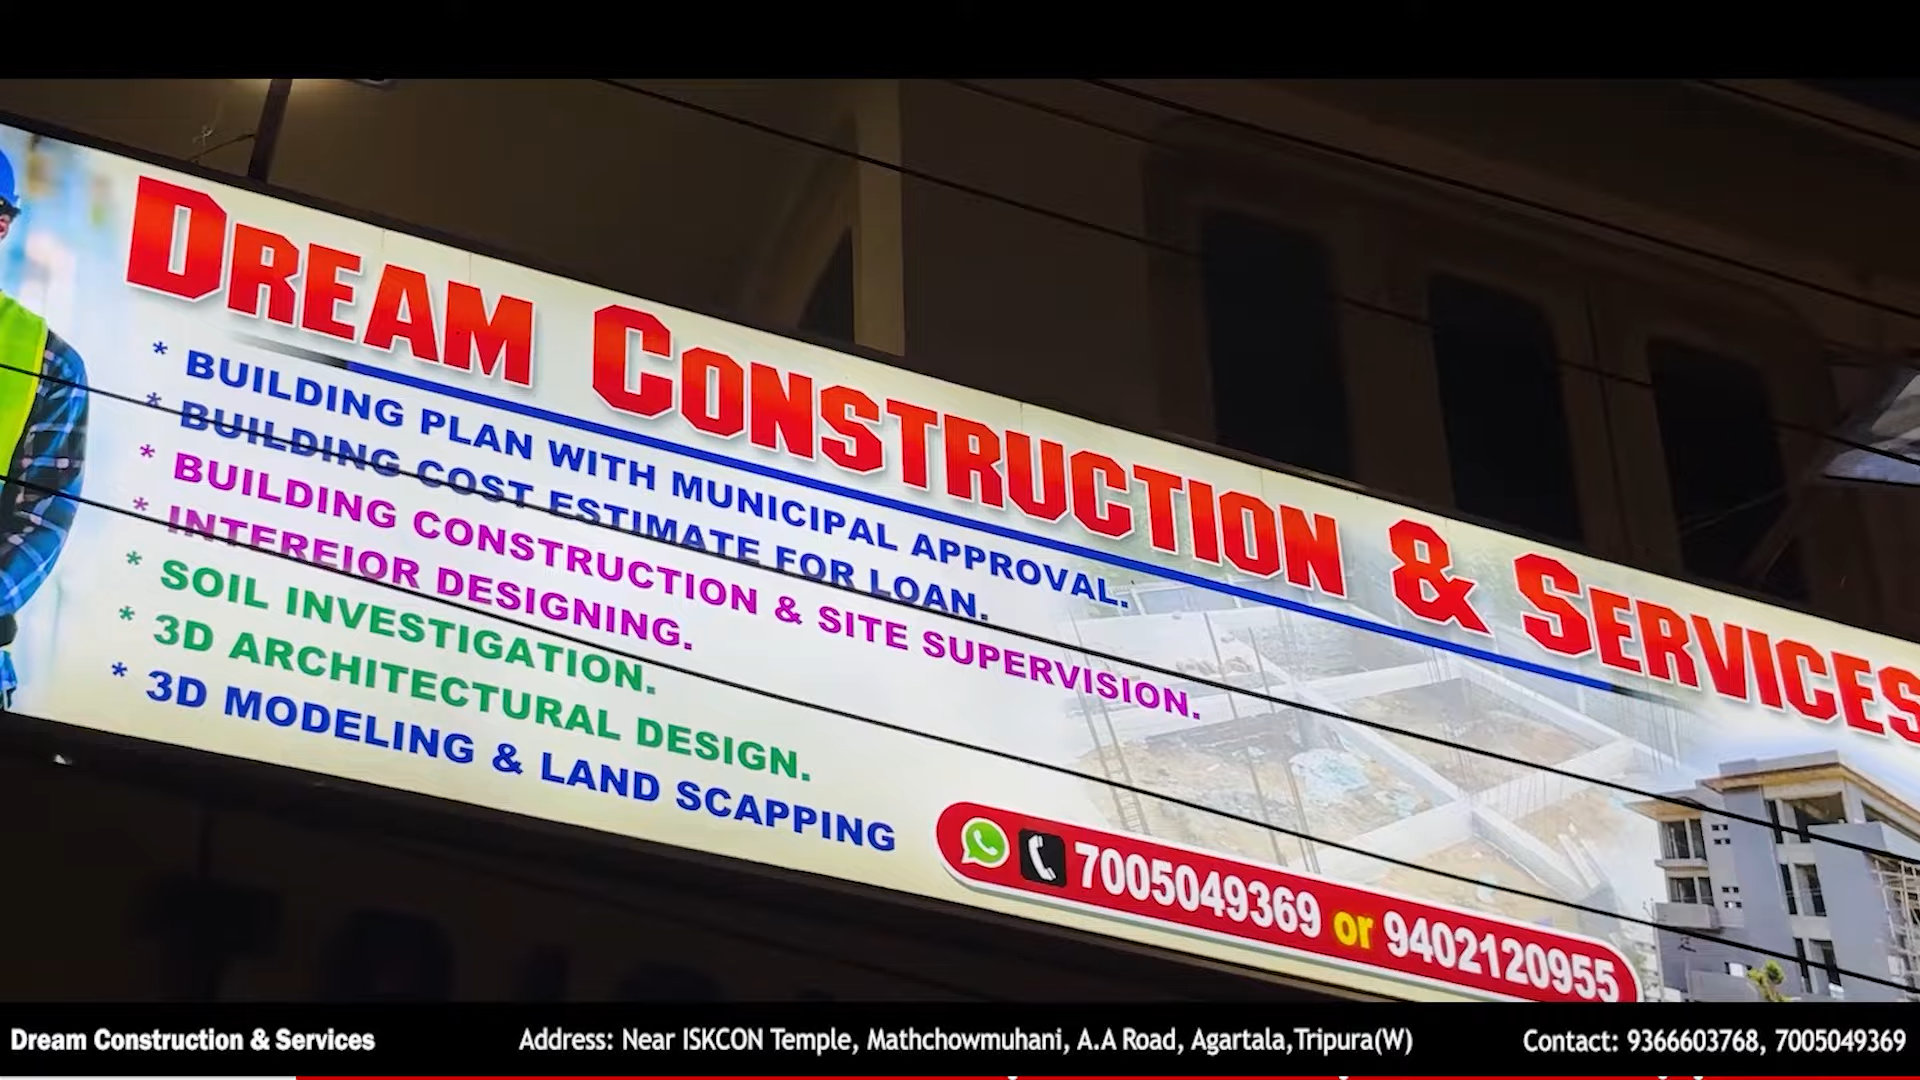 DREAM CONSTRUCTION & SERVICES
* BUILDING PLAN WITH MUNICIPAL APPROVAL.
* BUILDING COST ESTIMATE FOR LOAN.
* BUILDING CONSTRUCTION & SITE SUPERVISION.
* INTEREIOR DESIGNING.
* SOIL INVESTIGATION.
* 3D ARCHITECTURAL DESIGN.
* 3D MODELING & LAND SCAPPING
7005049369 or 9402120955
Dream Construction & Services
Address: Near ISKCON Temple, Mathchowmuhani, A.A Road, Agartala,Tripura(W)
Contact: 9366603768, 7005049369